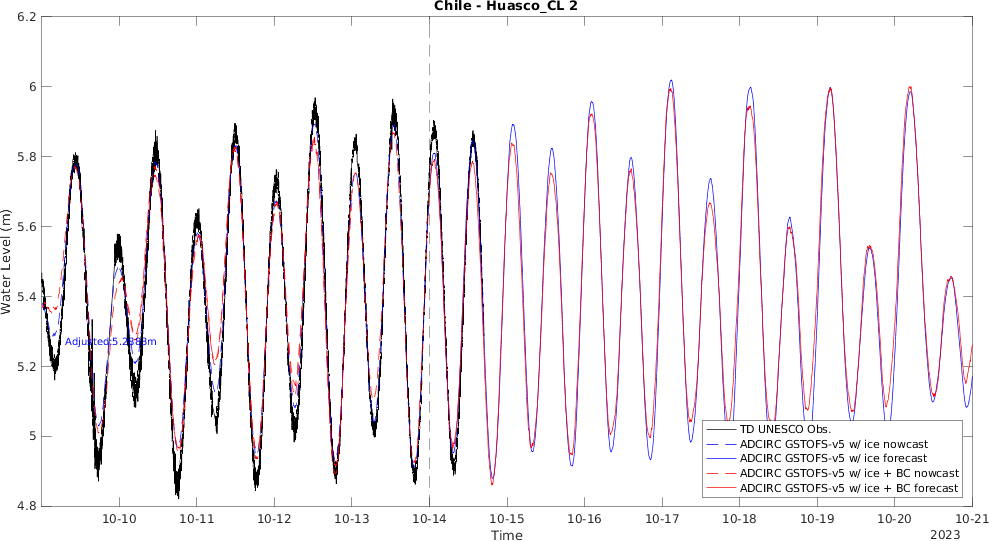 Chile - Huasco_CL 2
6.2
6
5.8
5.6
5.4
5.2
5
4.8
Water Level (m)
10-10
10-11
10-12
10-13
10-14
10-15
10-16
10-17
10-18
10-19
10-20
10-21
Time
2023
TD UNESCO Obs.
ADCIRC GSTOFS-v5 w/ ice nowcast
ADCIRC GSTOFS-v5 w/ ice forecast
ADCIRC GSTOFS-v5 w/ ice + BC nowcast
ADCIRC GSTOFS-v5 w/ ice + BC forecast